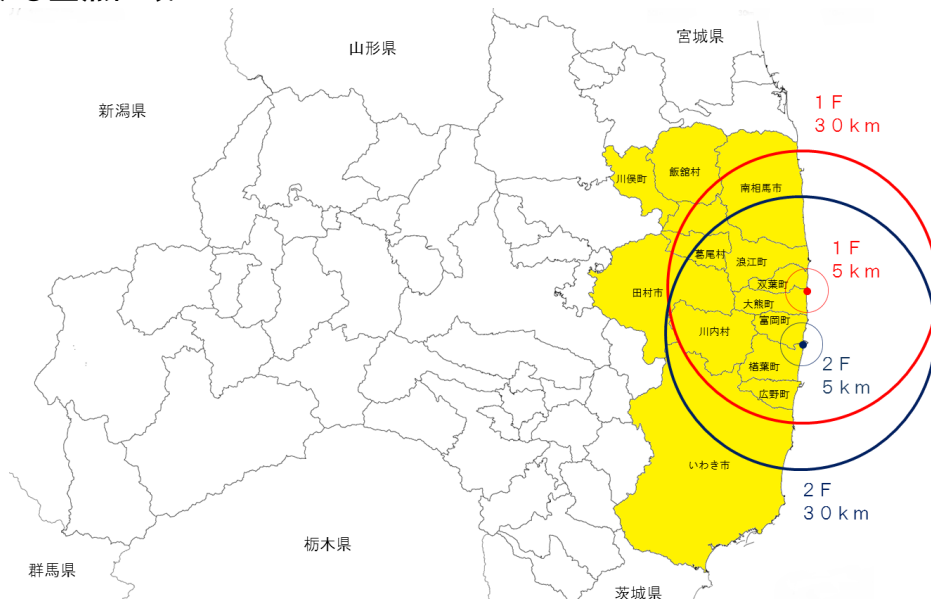 山形県
宮城県
新潟県
1F
30km
川俣町
飯舘村
南相馬市
1F
5km
葛尾村
浪江町
双葉町
田村市
大熊町
富岡町
川内村
2F
5km
楢葉町
広野町
いわき市
2F
30km
栃木県
群馬県
茨城県